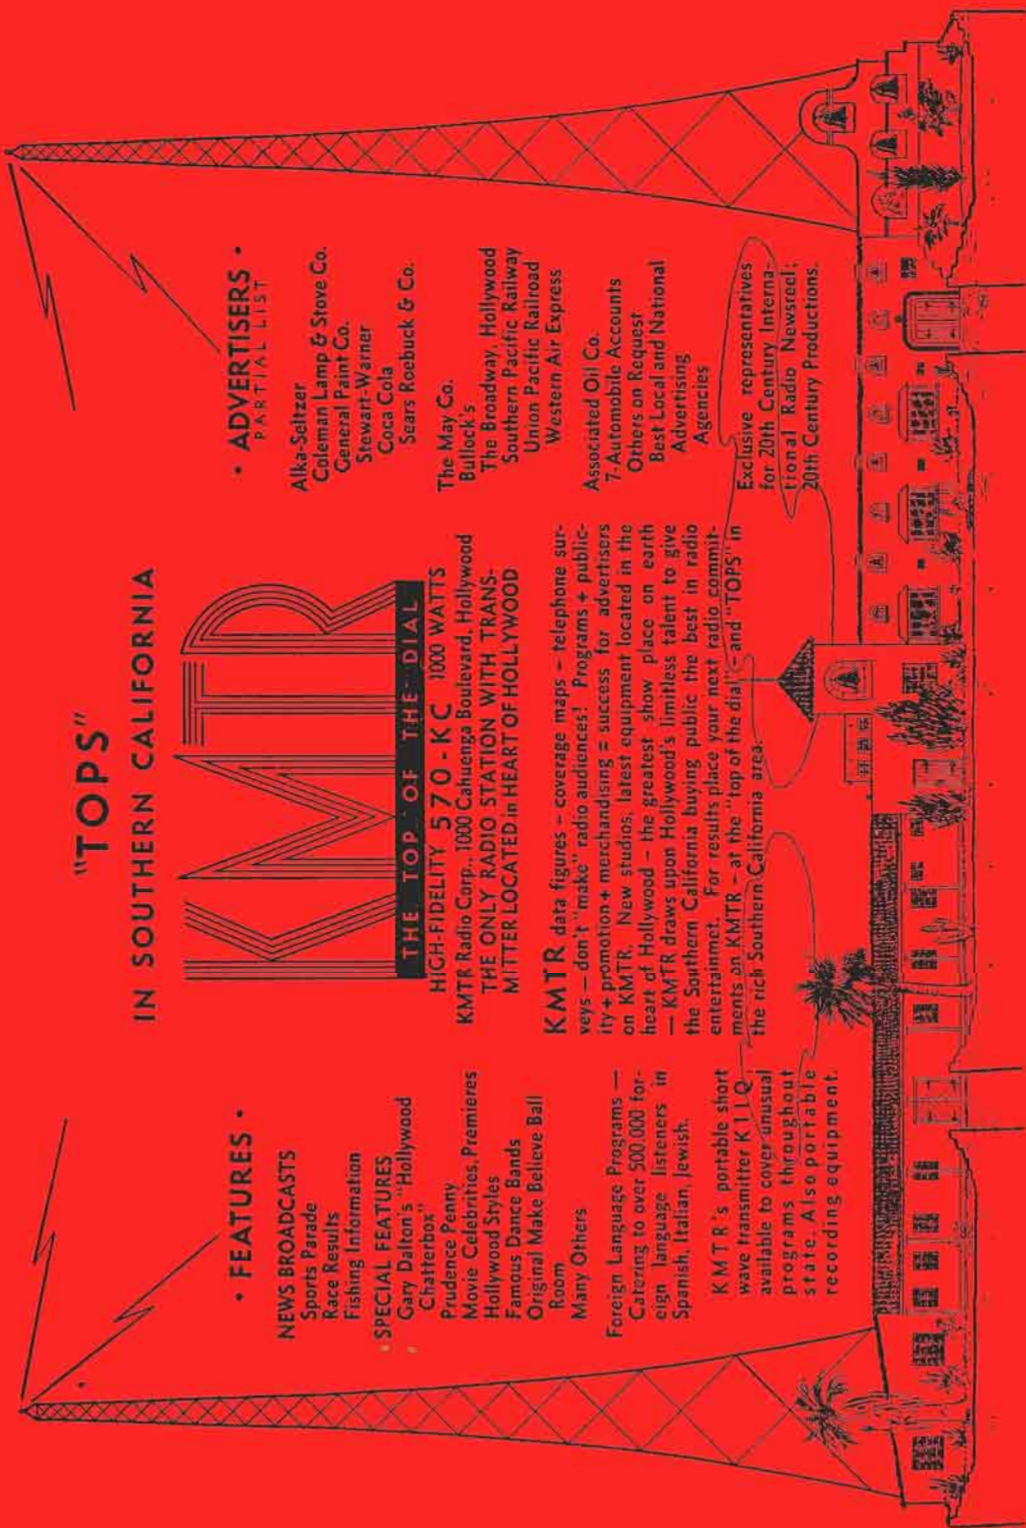 "TOPS"
IN SOUTHERN CALIFORNIA
KMTR
THE TOP OF THE DIAL
HIGH-FIDELITY 570-KC 1000 WATTS
KMTR Radio Corp., 1000 Cahuenga Boulevard, Hollywood
THE ONLY RADIO STATION WITH TRANS-
MITTER LOCATED in HEART OF HOLLYWOOD
• FEATURES •
NEWS BROADCASTS
Sports Parade
Race Results
Fishing Information
• SPECIAL FEATURES
Gary Dalton's "Hollywood
Chatterbox"
Prudence Penny
Movie Celebrities, Premieres
Hollywood Styles
Famous Dance Bands
Original Make Believe Ball
Room
Many Others
Foreign Language Programs —
Catering to over 500,000 for-
eign language listeners in
Spanish, Italian, Jewish.
KMTR's portable short
wave transmitter K11LQ
available to cover unusual
programs throughout
state. Also portable
recording equipment.
KMTR data figures – coverage maps – telephone sur-
veys — don't "make" radio audiences! Programs + public-
ity + promotion + merchandising = success for advertisers
on KMTR. New studios, latest equipment located in the
heart of Hollywood – the greatest show place on earth
— KMTR draws upon Hollywood's limitless talent to give
the Southern California buying public the best in radio
entertainmet. For results place your next radio commit-
ments on KMTR – at the "top of the dial" – and "TOPS" in
the rich Southern California area.
• ADVERTISERS •
PARTIAL LIST
Alka-Seltzer
Coleman Lamp & Stove Co.
General Paint Co.
Stewart-Warner
Coca Cola
Sears Roebuck & Co.
The May Co.
Bullock's
The Broadway, Hollywood
Southern Pacific Railway
Union Pacific Railroad
Western Air Express
Associated Oil Co.
7-Automobile Accounts
Others on Request
Best Local and National
Advertising
Agencies
Exclusive representatives
for 20th Century Interna-
tional Radio Newsreel;
20th Century Productions.